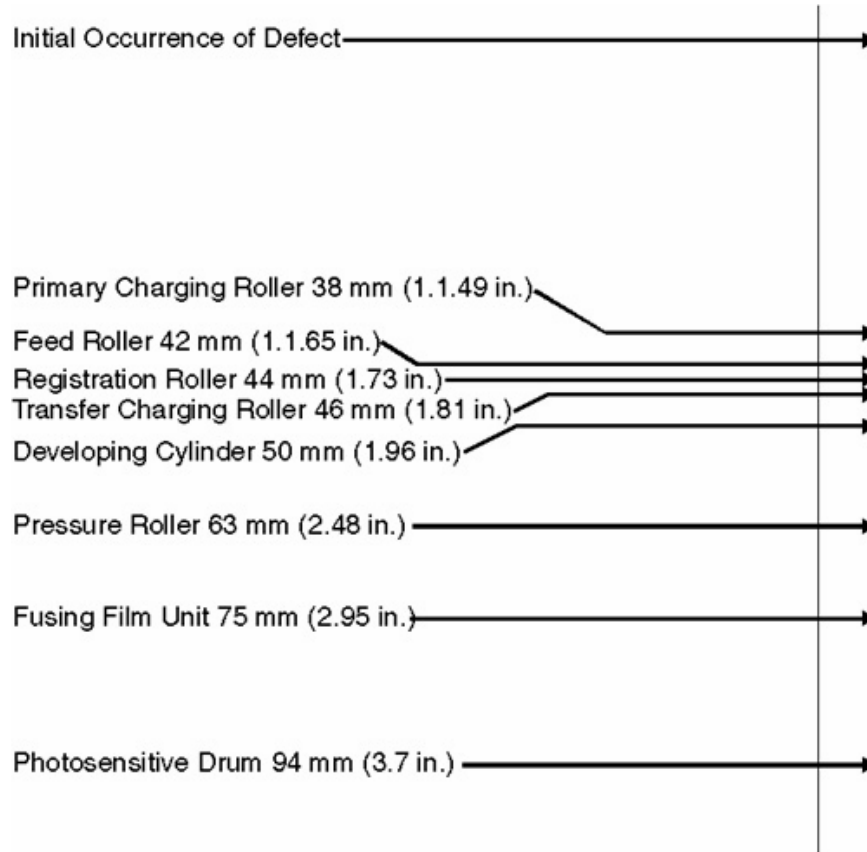 Initial Occurrence of Defect
Primary Charging Roller 38 mm (1.1.49 in.)
Feed Roller 42 mm (1.1.65 in.)
Registration Roller 44 mm (1.73 in.)
Transfer Charging Roller 46 mm (1.81 in.)
Developing Cylinder 50 mm (1.96 in.)
Pressure Roller 63 mm (2.48 in.)
Fusing Film Unit 75 mm (2.95 in.)
Photosensitive Drum 94 mm (3.7 in.)